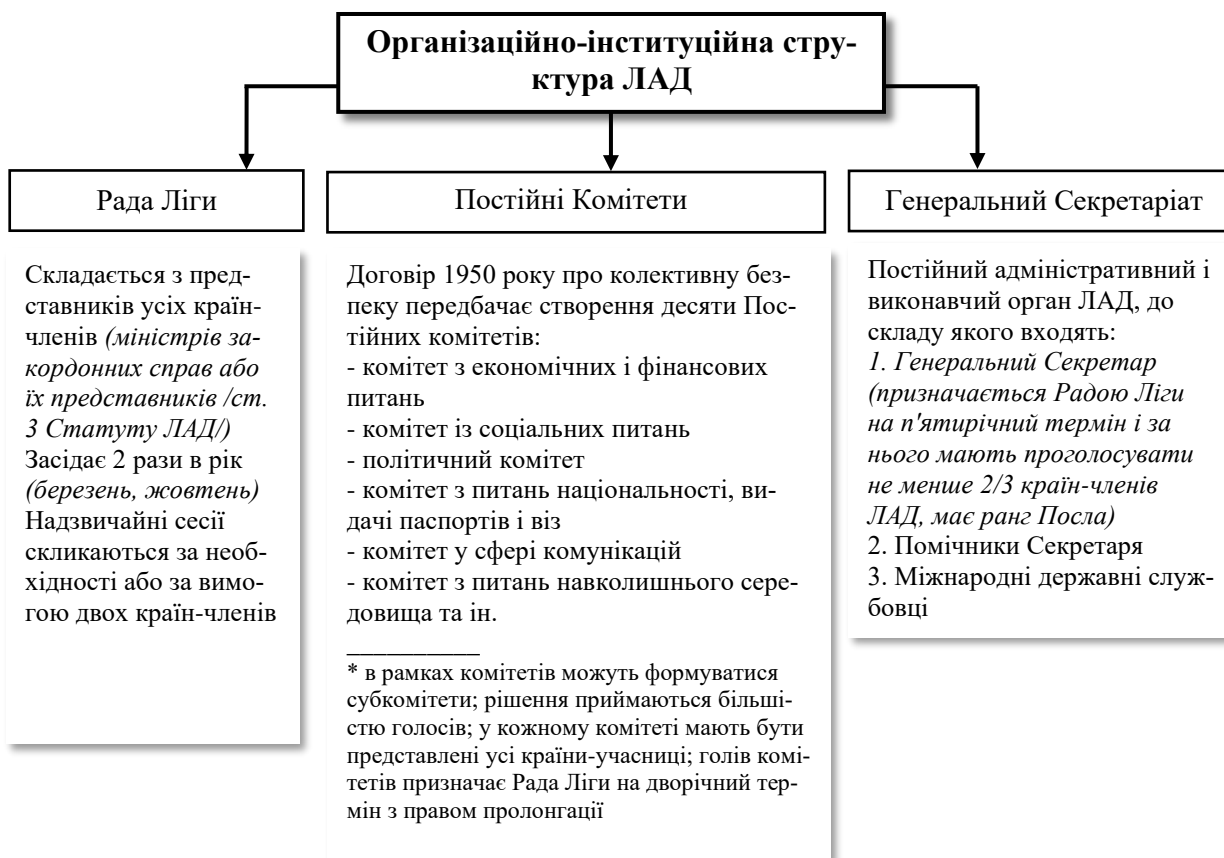 Організаційно-інституційна стру-
ктура ЛАД
Рада Ліги
Складається з пред-
ставників усіх країн-
членів (міністрів за-
кордонних справ або
їх представників /ст.
3 Статуту ЛАД/)
Засідає 2 рази в рік
(березень, жовтень)
Надзвичайні сесії
скликаються за необ-
хідності або за вимо-
гою двох країн-членів
Постійні Комітети
Договір 1950 року про колективну без-
пеку передбачає створення десяти Пос-
тійних комітетів:
- комітет з економічних і фінансових
питань
- комітет із соціальних питань
- політичний комітет
- комітет з питань національності, ви-
дачі паспортів і віз
- комітет у сфері комунікацій
- комітет з питань навколишнього сере-
довища та ін.
___________
* в рамках комітетів можуть формуватися
субкомітети; рішення приймаються більші-
стю голосів; у кожному комітеті мають бути
представлені усі країни-учасниці; голів комі-
тетів призначає Рада Ліги на дворічний тер-
мін з правом пролонгації
Генеральний Секретаріат
Постійний адміністративний і
виконавчий орган ЛАД, до
складу якого входять:
1. Генеральний Секретар
(призначається Радою Ліги
на п'ятирічний термін і за
нього мають проголосувати
не менше 2/3 країн-членів
ЛАД, має ранг Посла)
2. Помічники Секретаря
3. Міжнародні державні служ-
бовці